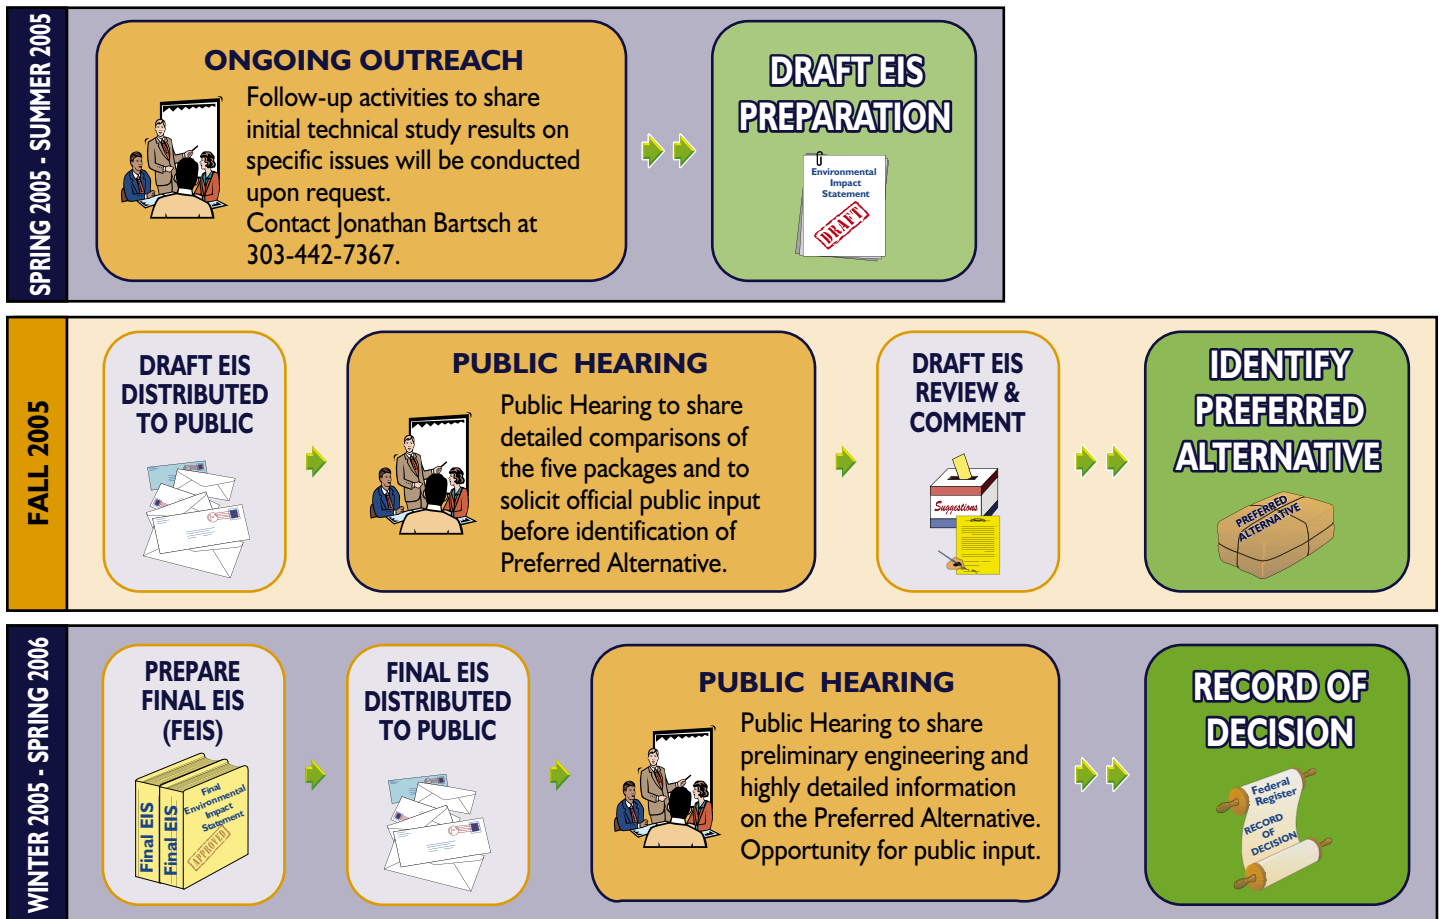 SPRING 2005 - SUMMER 2005
ONGOING OUTREACH
Follow-up activities to share
initial technical study results on
specific issues will be conducted
upon request.
Contact Jonathan Bartsch at
303-442-7367.
DRAFT EIS
PREPARATION
Environmental
Impact
Statement
DRAFT
FALL 2005
DRAFT EIS
DISTRIBUTED
TO PUBLIC
PUBLIC HEARING
Public Hearing to share
detailed comparisons of
the five packages and to
solicit official public input
before identification of
Preferred Alternative.
DRAFT EIS
REVIEW &
COMMENT
Suggestions
IDENTIFY
PREFERRED
ALTERNATIVE
PREFERRED
ALTERNATIVE
WINTER 2005 - SPRING 2006
PREPARE
FINAL EIS
(FEIS)
Final EIS
Final EIS
Final
Environmental
Impact
Statement
APPROVED
FINAL EIS
DISTRIBUTED
TO PUBLIC
PUBLIC HEARING
Public Hearing to share
preliminary engineering and
highly detailed information
on the Preferred Alternative.
Opportunity for public input.
RECORD OF
DECISION
Federal
Register
RECORD
OF
DECISION